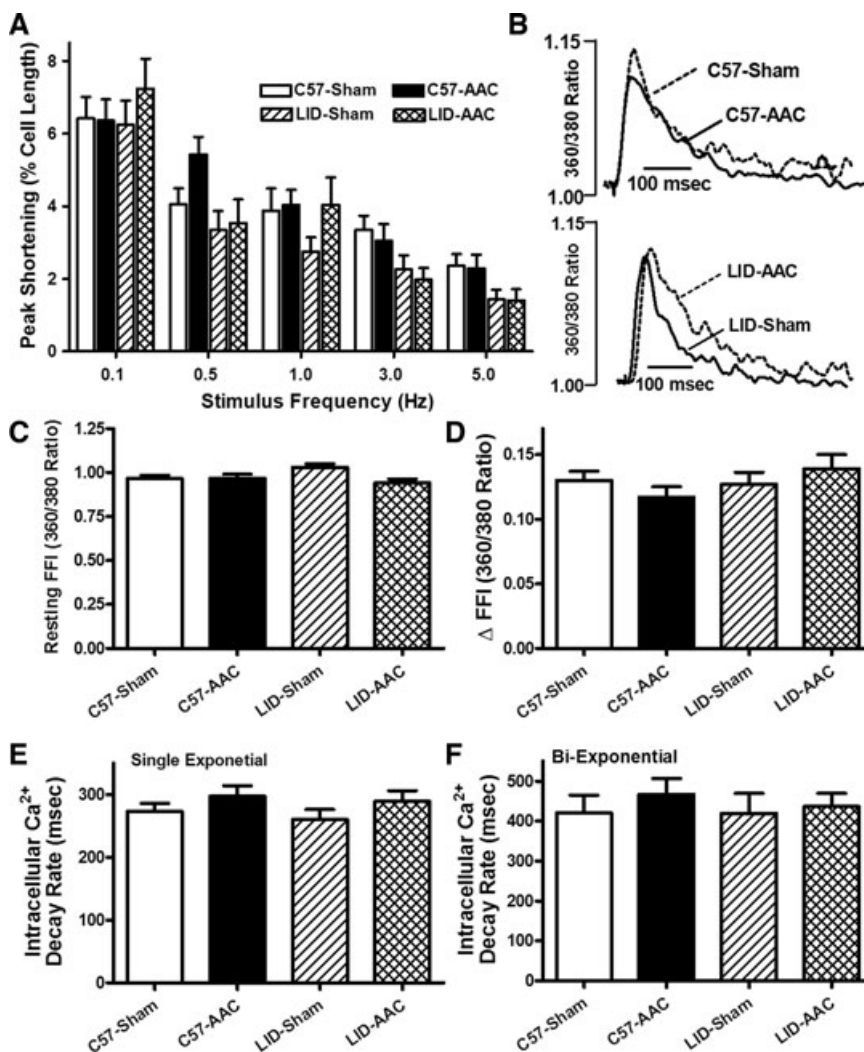 A
Peak Shortening (% Cell Length)
8
6
4
2
0
C57-Sham
C57-AAC
LID-Sham
LID-AAC
0.1
0.5
1.0
3.0
5.0
Stimulus Frequency (Hz)
B
1.15
360/380 Ratio
1.00
C57-Sham
C57-AAC
100 msec
1.15
360/380 Ratio
1.00
LID-AAC
LID-Sham
100 msec
C
Resting FFI (360/380 Ratio)
1.25
1.00
0.75
0.50
0.25
0.00
C57-Sham
C57-AAC
LID-Sham
LID-AAC
D
Δ FFI (360/380 Ratio)
0.15
0.10
0.05
0.00
C57-Sham
C57-AAC
LID-Sham
LID-AAC
E
Single Exponetial
Intracellular Ca2+
Decay Rate (msec)
300
200
100
0
C57-Sham
C57-AAC
LID-Sham
LID-AAC
F
Bi-Exponential
Intracellular Ca2+
Decay Rate (msec)
500
400
300
200
100
0
C57-Sham
C57-AAC
LID-Sham
LID-AAC